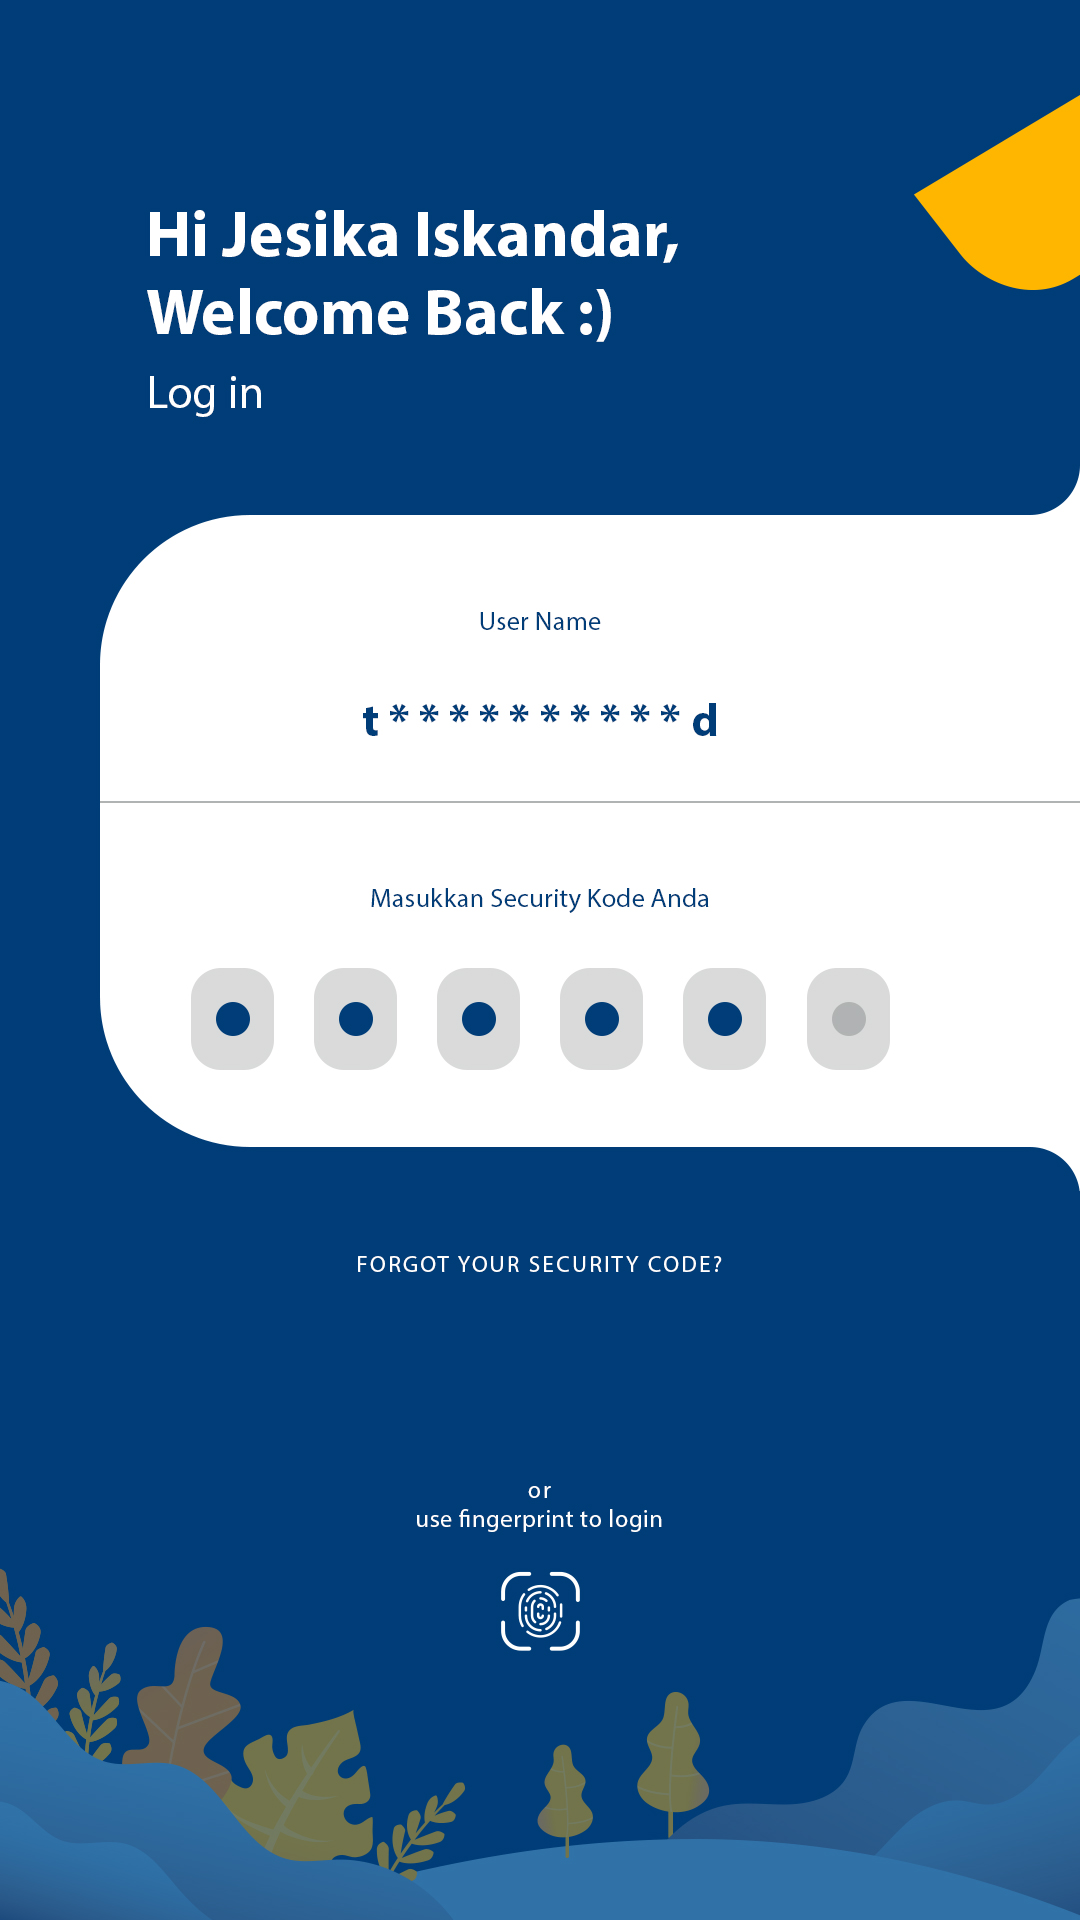 Hi Jesika Iskandar,
Welcome Back :)
Log in
User Name
t**********d
Masukkan Security Kode Anda
FORGOT YOUR SECURITY CODE?
or
use fingerprint to login